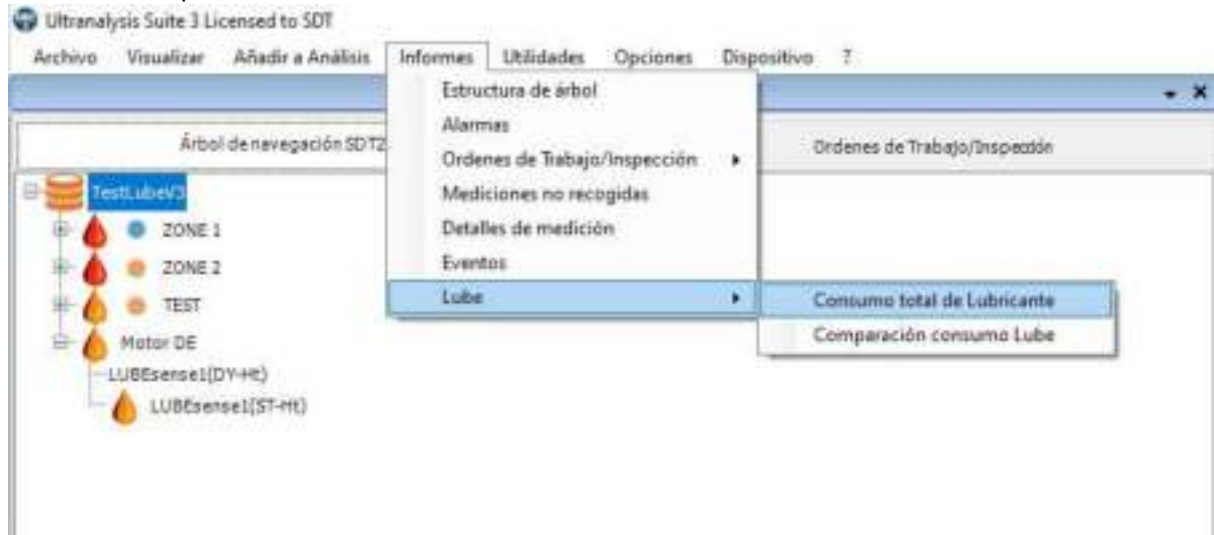 Ultranalysis Suite 3 Licensed to SDT
Archivo Visualizar Añadir a Análisis Informes Utilidades Opciones Dispositivo ?
Estructura de árbol
Alarmas
Árbol de navegación SDT2
Ordenes de Trabajo/Inspección
Ordenes de Trabajo/Inspección
TestLubeV3
Mediciones no recogidas
ZONE 1
Detalles de medición
ZONE 2
Eventos
TEST
Lube
Consumo total de Lubricante
Motor DE
Comparación consumo Lube
LUBEsense1(DY-Ht)
LUBEsense1(ST-Ht)